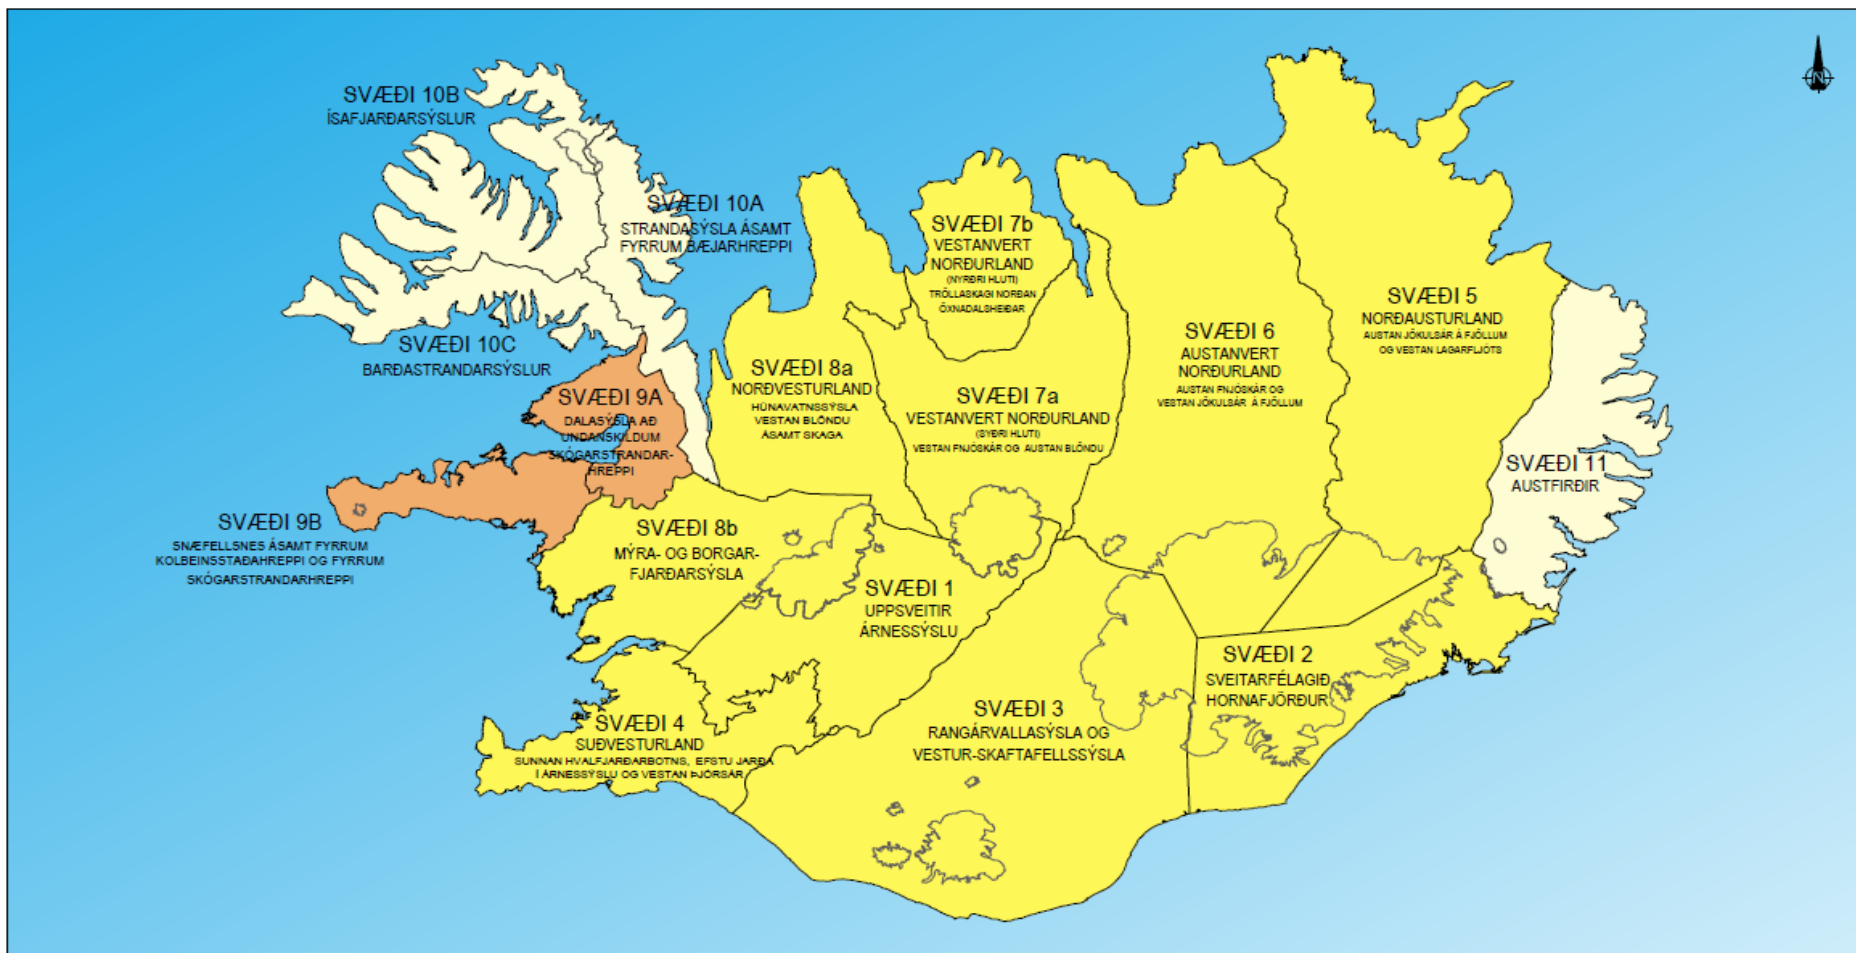 SVÆÐI 10B
ÍSAFJARÐARSÝSLUR
SVÆÐI 10A
STRANDASÝSLA ÁSAMT
FYRRUM BÆJARHREPPI
SVÆÐI 10C
BARÐASTRANDARSÝSLUR
SVÆÐI 9A
DALASÝSLA AÐ
UNDANSKILDUM
SKÓGARSTRANDAR-
HREPPI
SVÆÐI 9B
SNÆFELLSNES ÁSAMT FYRRUM
KOLBEINSSTAÐAHREPPI OG FYRRUM
SKÓGARSTRANDARHREPPI
SVÆÐI 8a
NORÐVESTURLAND
HÚNAVATNSSÝSLA
VESTAN BLÖNDU
ÁSAMT SKAGA
SVÆÐI 8b
MÝRA- OG BORGAR-
FJARÐARSÝSLA
SVÆÐI 7b
VESTANVERT
NORÐURLAND
(NYRÐRI HLUTI)
TRÖLLASKAGI NORÐAN
ÖXNADALSHEIÐAR
SVÆÐI 7a
VESTANVERT NORÐURLAND
(SYÐRI HLUTI)
VESTAN FNJÓSKÁR OG AUSTAN BLÖNDU
SVÆÐI 6
AUSTANVERT
NORÐURLAND
AUSTAN FNJÓSKÁR OG
VESTAN JÖKULSÁR Á FJÖLLUM
SVÆÐI 5
NORÐAUSTURLAND
AUSTAN JÖKULSÁR Á FJÖLLUM
OG VESTAN LAGARFLJÓTS
SVÆÐI 11
AUSTFIRÐIR
SVÆÐI 1
UPPSVEITIR
ÁRNESSÝSLU
SVÆÐI 2
SVEITARFÉLAGIÐ
HORNAFJÖRÐUR
SVÆÐI 3
RANGÁRVALLASÝSLA OG
VESTUR-SKAFTAFELLSSÝSLA
SVÆÐI 4
SUÐVESTURLAND
SUNNAN HVALFJARÐARBOTNS, EFSTU JARÐA
Í ÁRNESSÝSLU OG VESTAN ÞJÓRSÁR
N